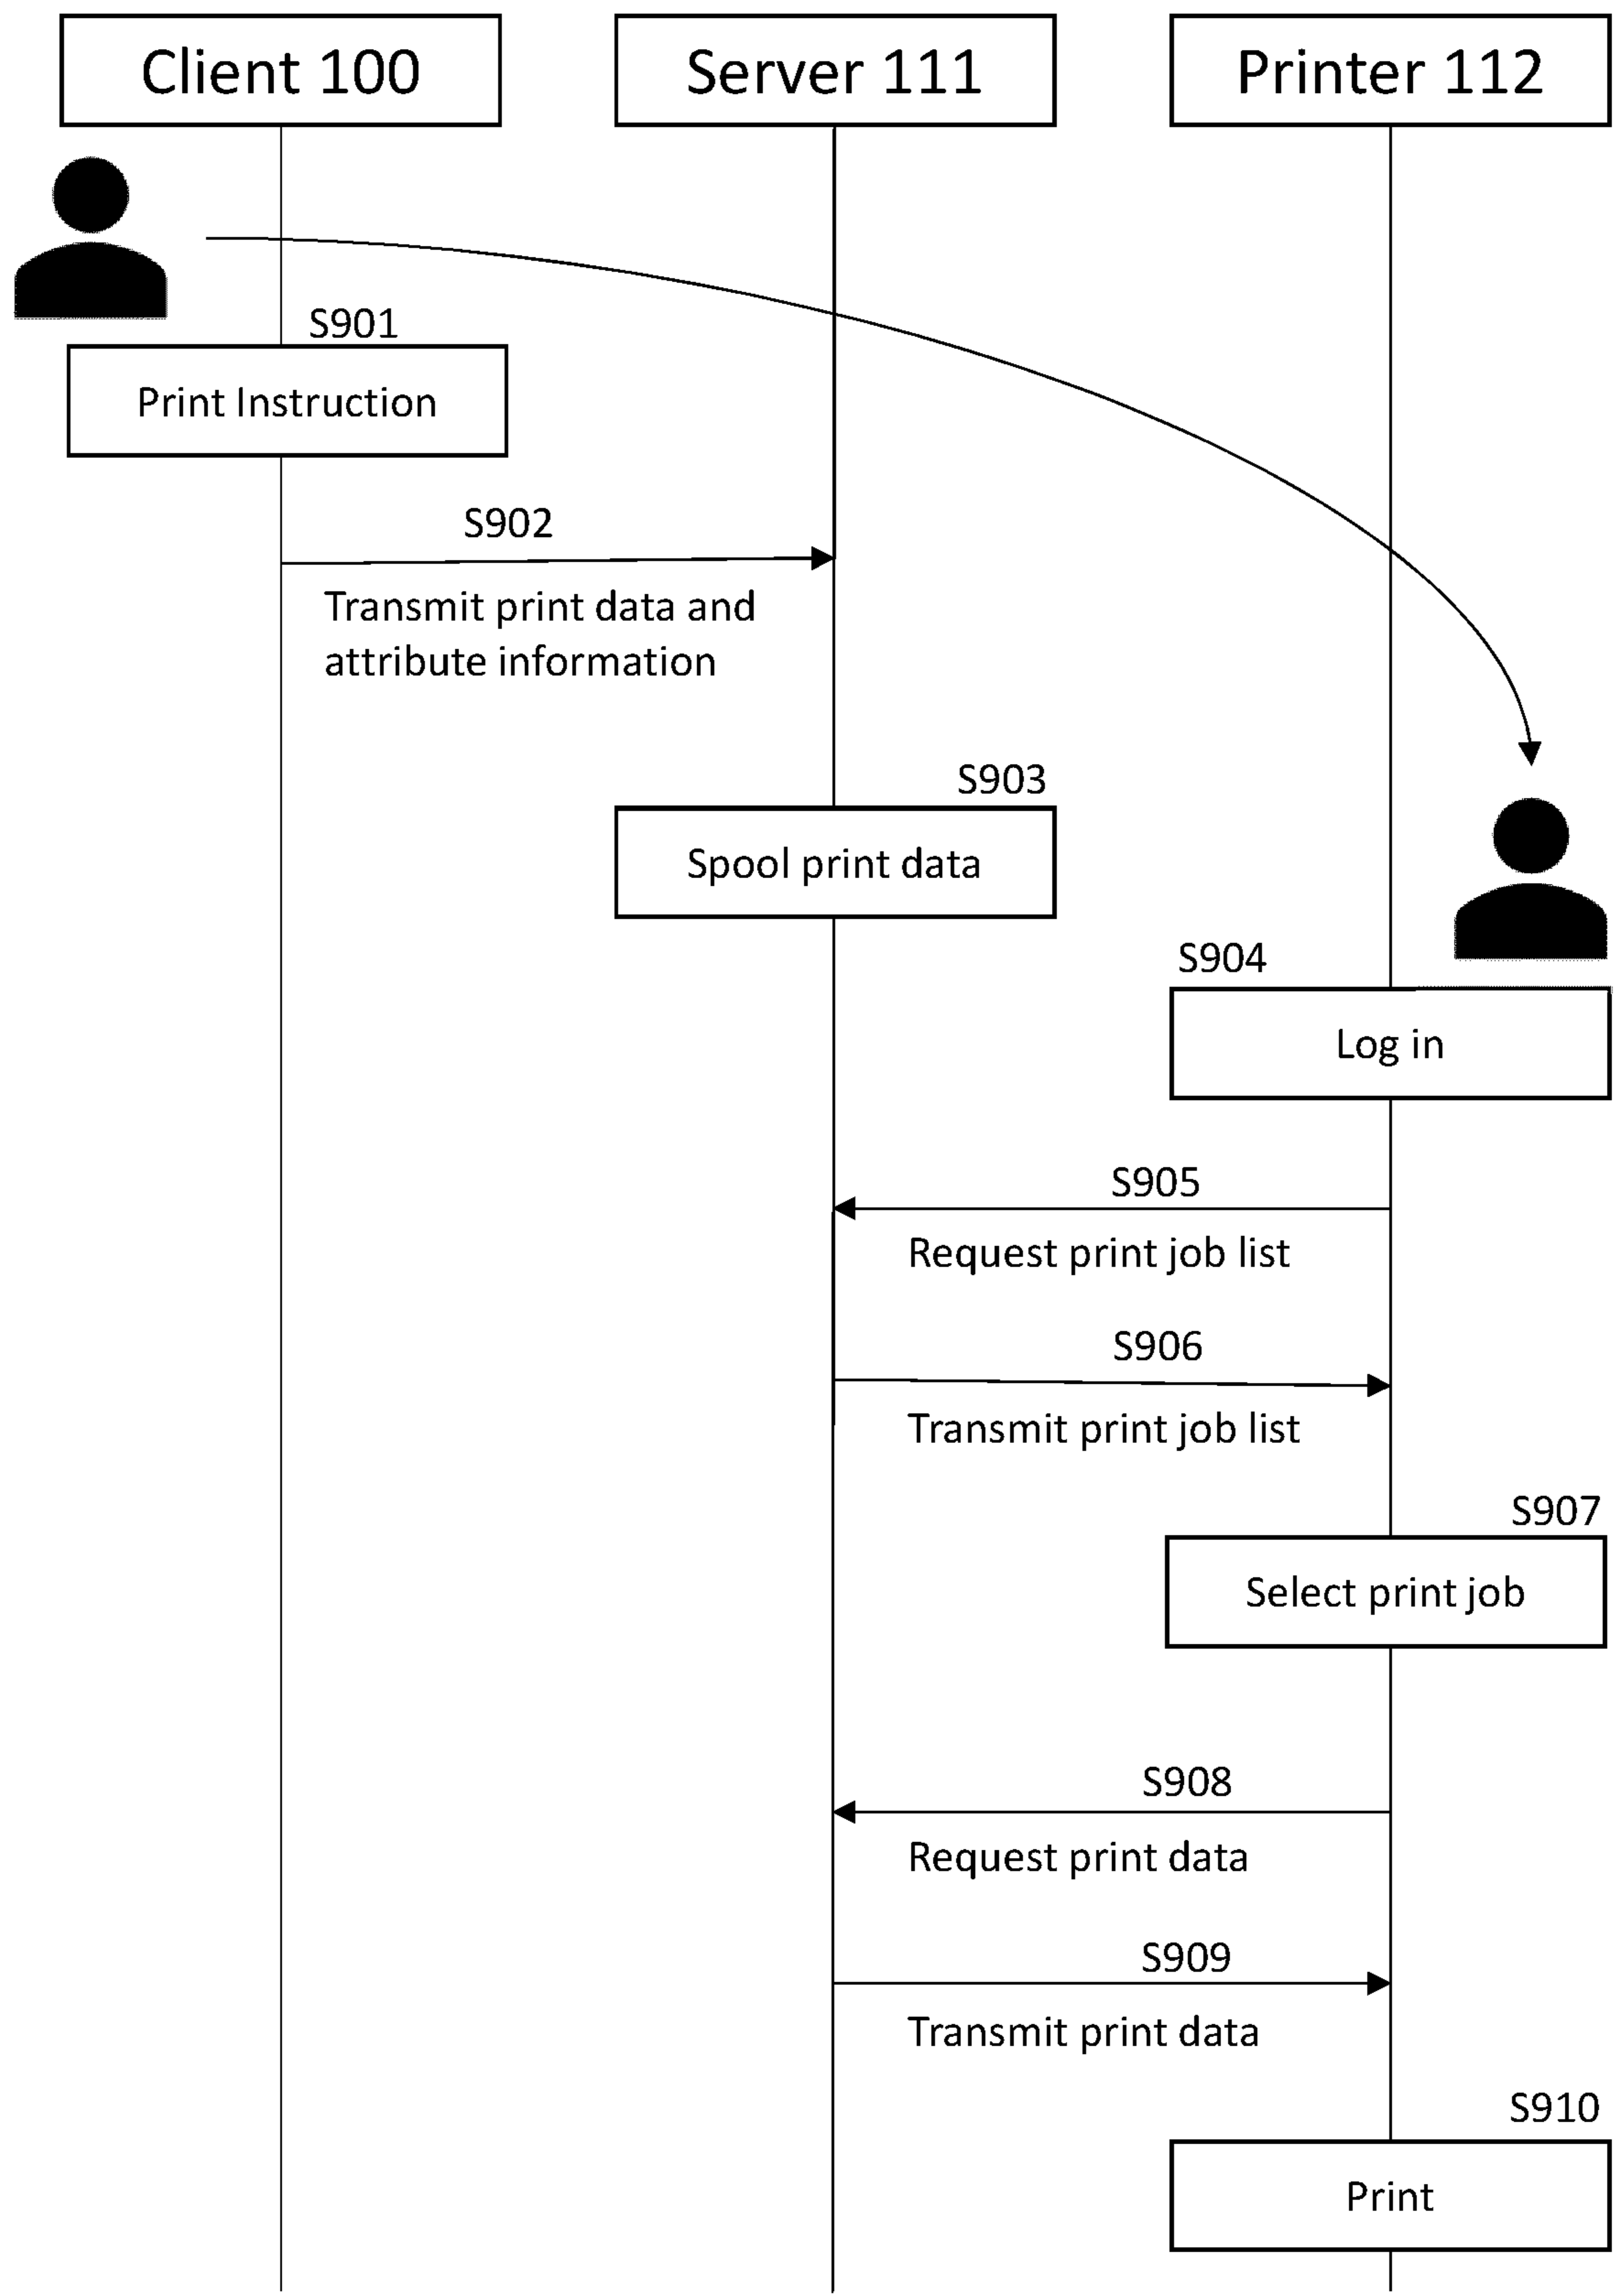 Client 100
Server 111
Printer 112
S901
Print Instruction
S902
Transmit print data and
attribute information
S903
Spool print data
S904
Log in
S905
Request print job list
S906
Transmit print job list
S907
Select print job
S908
Request print data
S909
Transmit print data
S910
Print